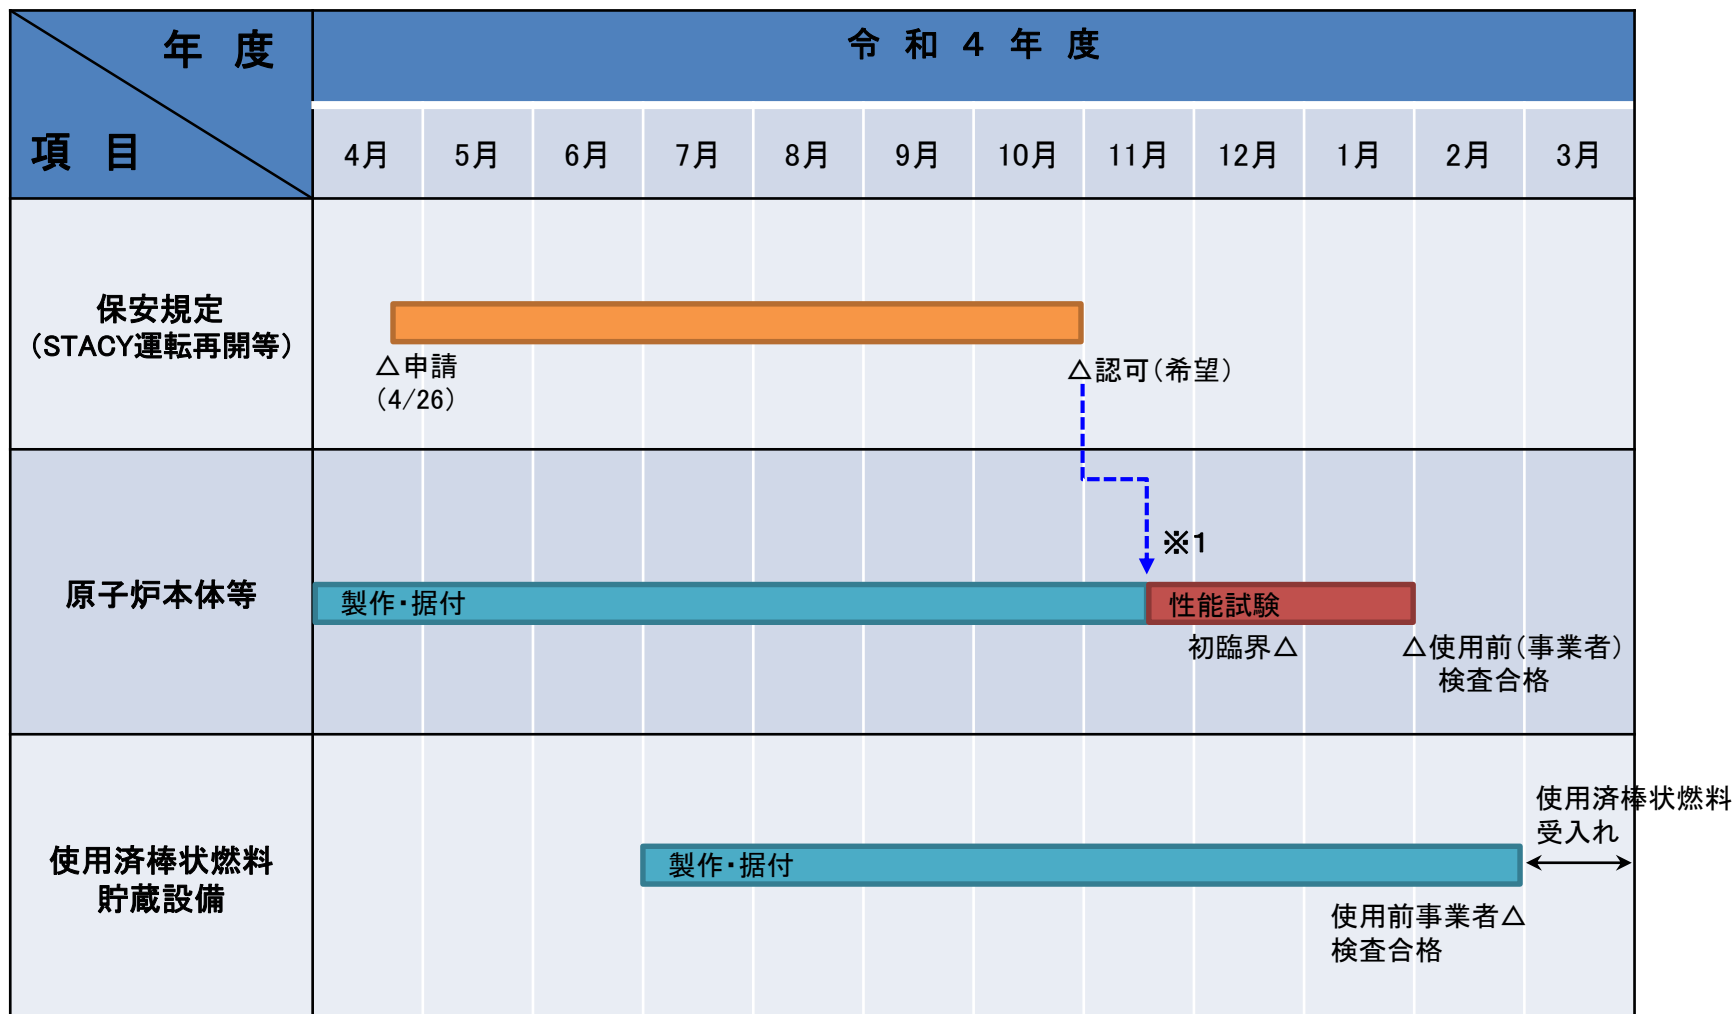 年 度
令 和 ４ 年 度
項 目
4月 5月 6月 7月 8月 9月 10月 11月 12月 1月 2月 3月
保安規定
（STACY運転再開等）
△申請
（4/26）
△認可（希望）
※1
原子炉本体等
製作・据付
性能試験
初臨界△
△使用前（事業者）
検査合格
使用済棒状燃料
貯蔵設備
製作・据付
使用済棒状燃料
受入れ
使用前事業者△
検査合格